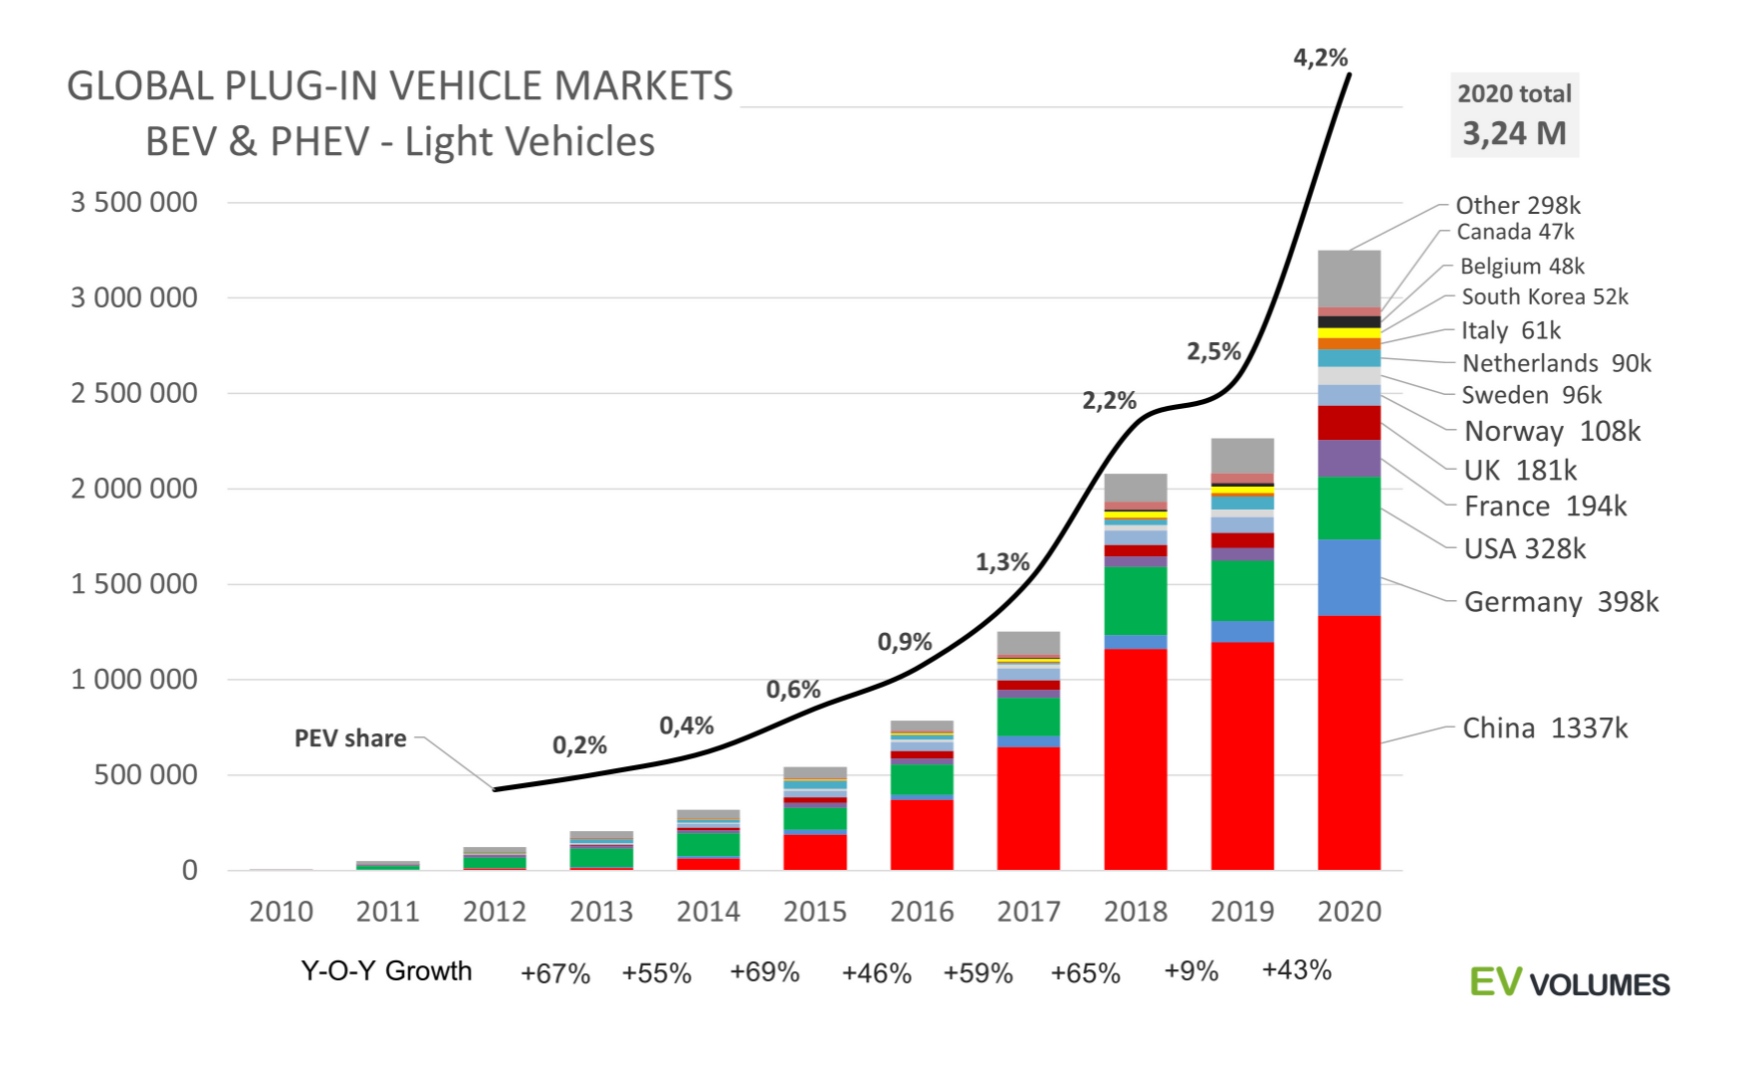 GLOBAL PLUG-IN VEHICLE MARKETS
BEV & PHEV - Light Vehicles
2020 total
3,24 M
4,2%
3 500 000
3 000 000
2 500 000
2 000 000
1 500 000
1 000 000
500 000
0
PEV share
0,2%
0,4%
0,6%
0,9%
1,3%
2,2%
2,5%
Other 298k
Canada 47k
Belgium 48k
South Korea 52k
Italy 61k
Netherlands 90k
Sweden 96k
Norway 108k
UK 181k
France 194k
USA 328k
Germany 398k
China 1337k
2010 2011 2012 2013 2014 2015 2016 2017 2018 2019 2020
Y-O-Y Growth +67% +55% +69% +46% +59% +65% +9% +43%
EV VOLUMES